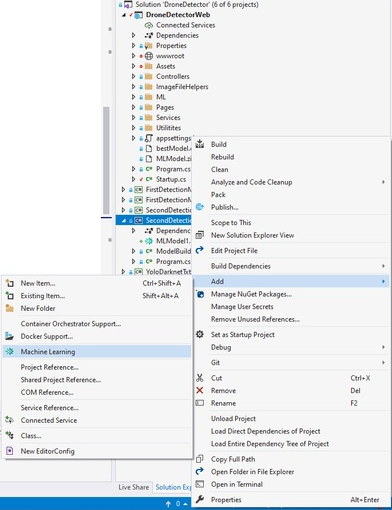 Solution 'DroneDetector' (6 of 6 projects)
DroneDetectorWeb
Connected Services
Dependencies
Properties
wwwroot
Assets
Controllers
ImageFileHelpers
ML
Pages
Services
Utilitites
appsettings
bestModel.
MLModel.zi
Program.cs
Startup.cs
FirstDetectionM
FirstDetectionM
SecondDetectio
SecondDetectio
Dependenc
MLModel1.
ModelBuild
Program.cs
YoloDarknetTxt
Build
Rebuild
Clean
Analyze and Code Cleanup
Pack
Publish...
Scope to This
New Solution Explorer View
Edit Project File
Build Dependencies
Add
Manage NuGet Packages...
Manage User Secrets
Remove Unused References...
Set as Startup Project
Debug
Git
Cut Ctrl+X
Remove Del
Rename F2
Unload Project
Load Direct Dependencies of Project
Load Entire Dependency Tree of Project
Copy Full Path
Open Folder in File Explorer
Open in Terminal
Properties Alt+Enter
New Item... Ctrl+Shift+A
Existing Item... Shift+Alt+A
New Folder
Container Orchestrator Support...
Docker Support...
Machine Learning
Project Reference...
Shared Project Reference...
COM Reference...
Service Reference...
Connected Service
Class...
New EditorConfig
Live Share Solution Exp
0